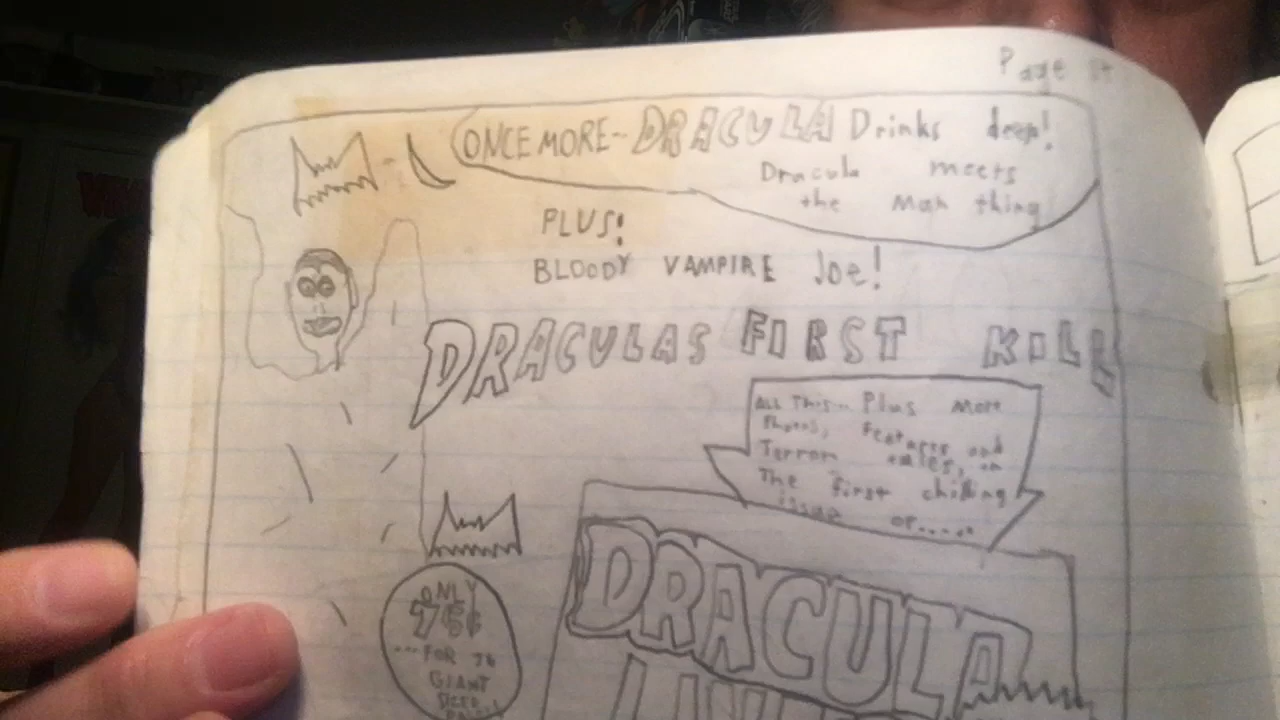 Page
ONCE MORE- DRACULA Drinks deep!
Dracula meets
the Man thing
PLUS!
BLOODY VAMPIRE Joe!
DRACULAS FIRST KILL
ALL This... Plus More
Photos, Features and
Terror tales, in
The first chilling
issue of......
DRACULA
ONLY
75¢
...FOR 76
GIANT
SIZED